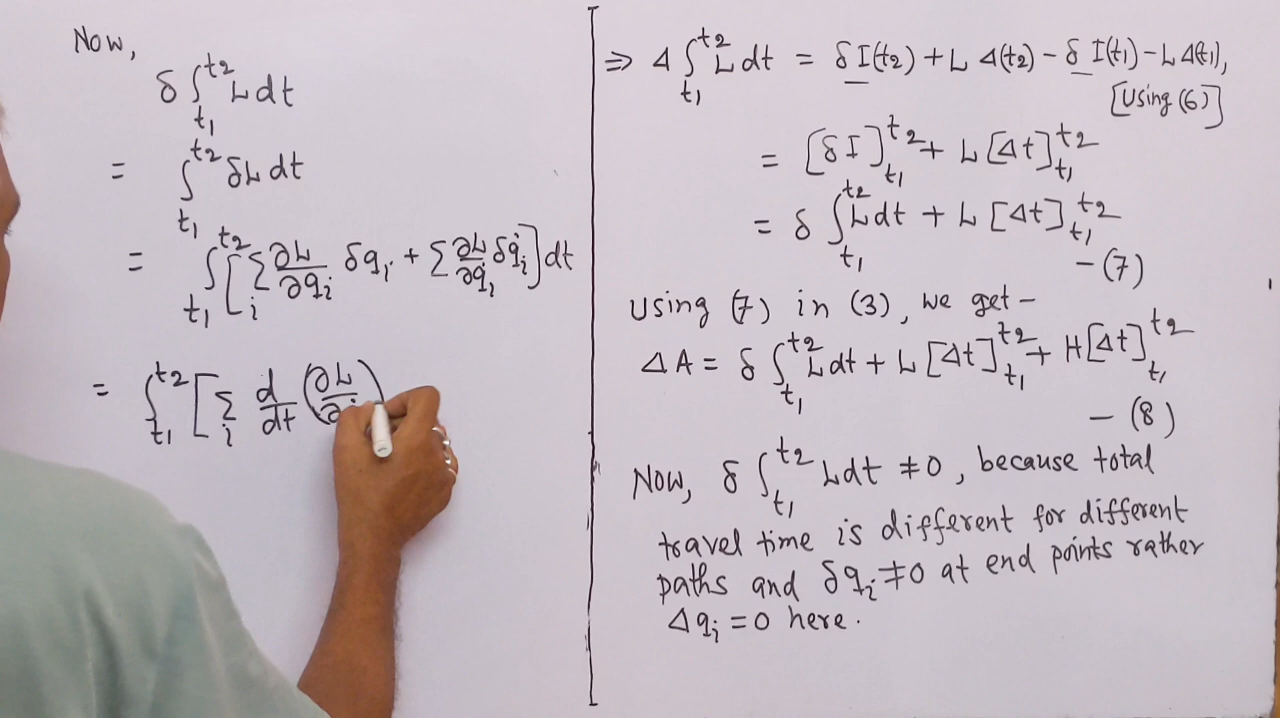 Now,
δ ∫_{t₁}^{t₂} L dt
= ∫_{t₁}^{t₂} δL dt
= ∫_{t₁}^{t₂} [Σ_i ∂L/∂q_i δq_i + Σ_i ∂L/∂q̇_i δq̇_i] dt
= ∫_{t₁}^{t₂} [Σ_i d/dt (∂L/∂
⇒ Δ ∫_{t₁}^{t₂} L dt = δ I(t₂) + L Δ(t₂) − δ I(t₁) − L Δ(t₁),
[Using (6)]
= [δI]_{t₁}^{t₂} + L [Δt]_{t₁}^{t₂}
= δ ∫_{t₁}^{t₂} L dt + L [Δt]_{t₁}^{t₂}
− (7)
Using (7) in (3), we get −
ΔA = δ ∫_{t₁}^{t₂} L dt + L [Δt]_{t₁}^{t₂} + H [Δt]_{t₁}^{t₂}
− (8)
Now, δ ∫_{t₁}^{t₂} L dt ≠ 0, because total
travel time is different for different
paths and δq_i ≠ 0 at end points rather
Δq_i = 0 here.